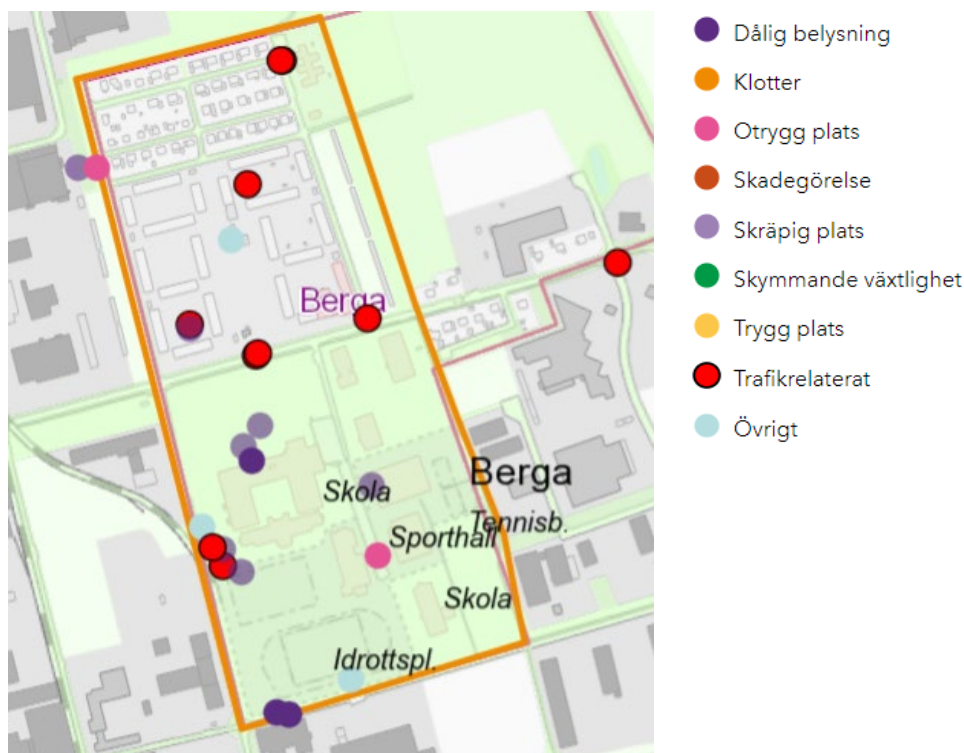 Berga
Berga
Skola
Tennisb.
Sporthall
Skola
Idrottspl.
Dålig belysning
Klotter
Otrygg plats
Skadegörelse
Skräpig plats
Skymmande växtlighet
Trygg plats
Trafikrelaterat
Övrigt